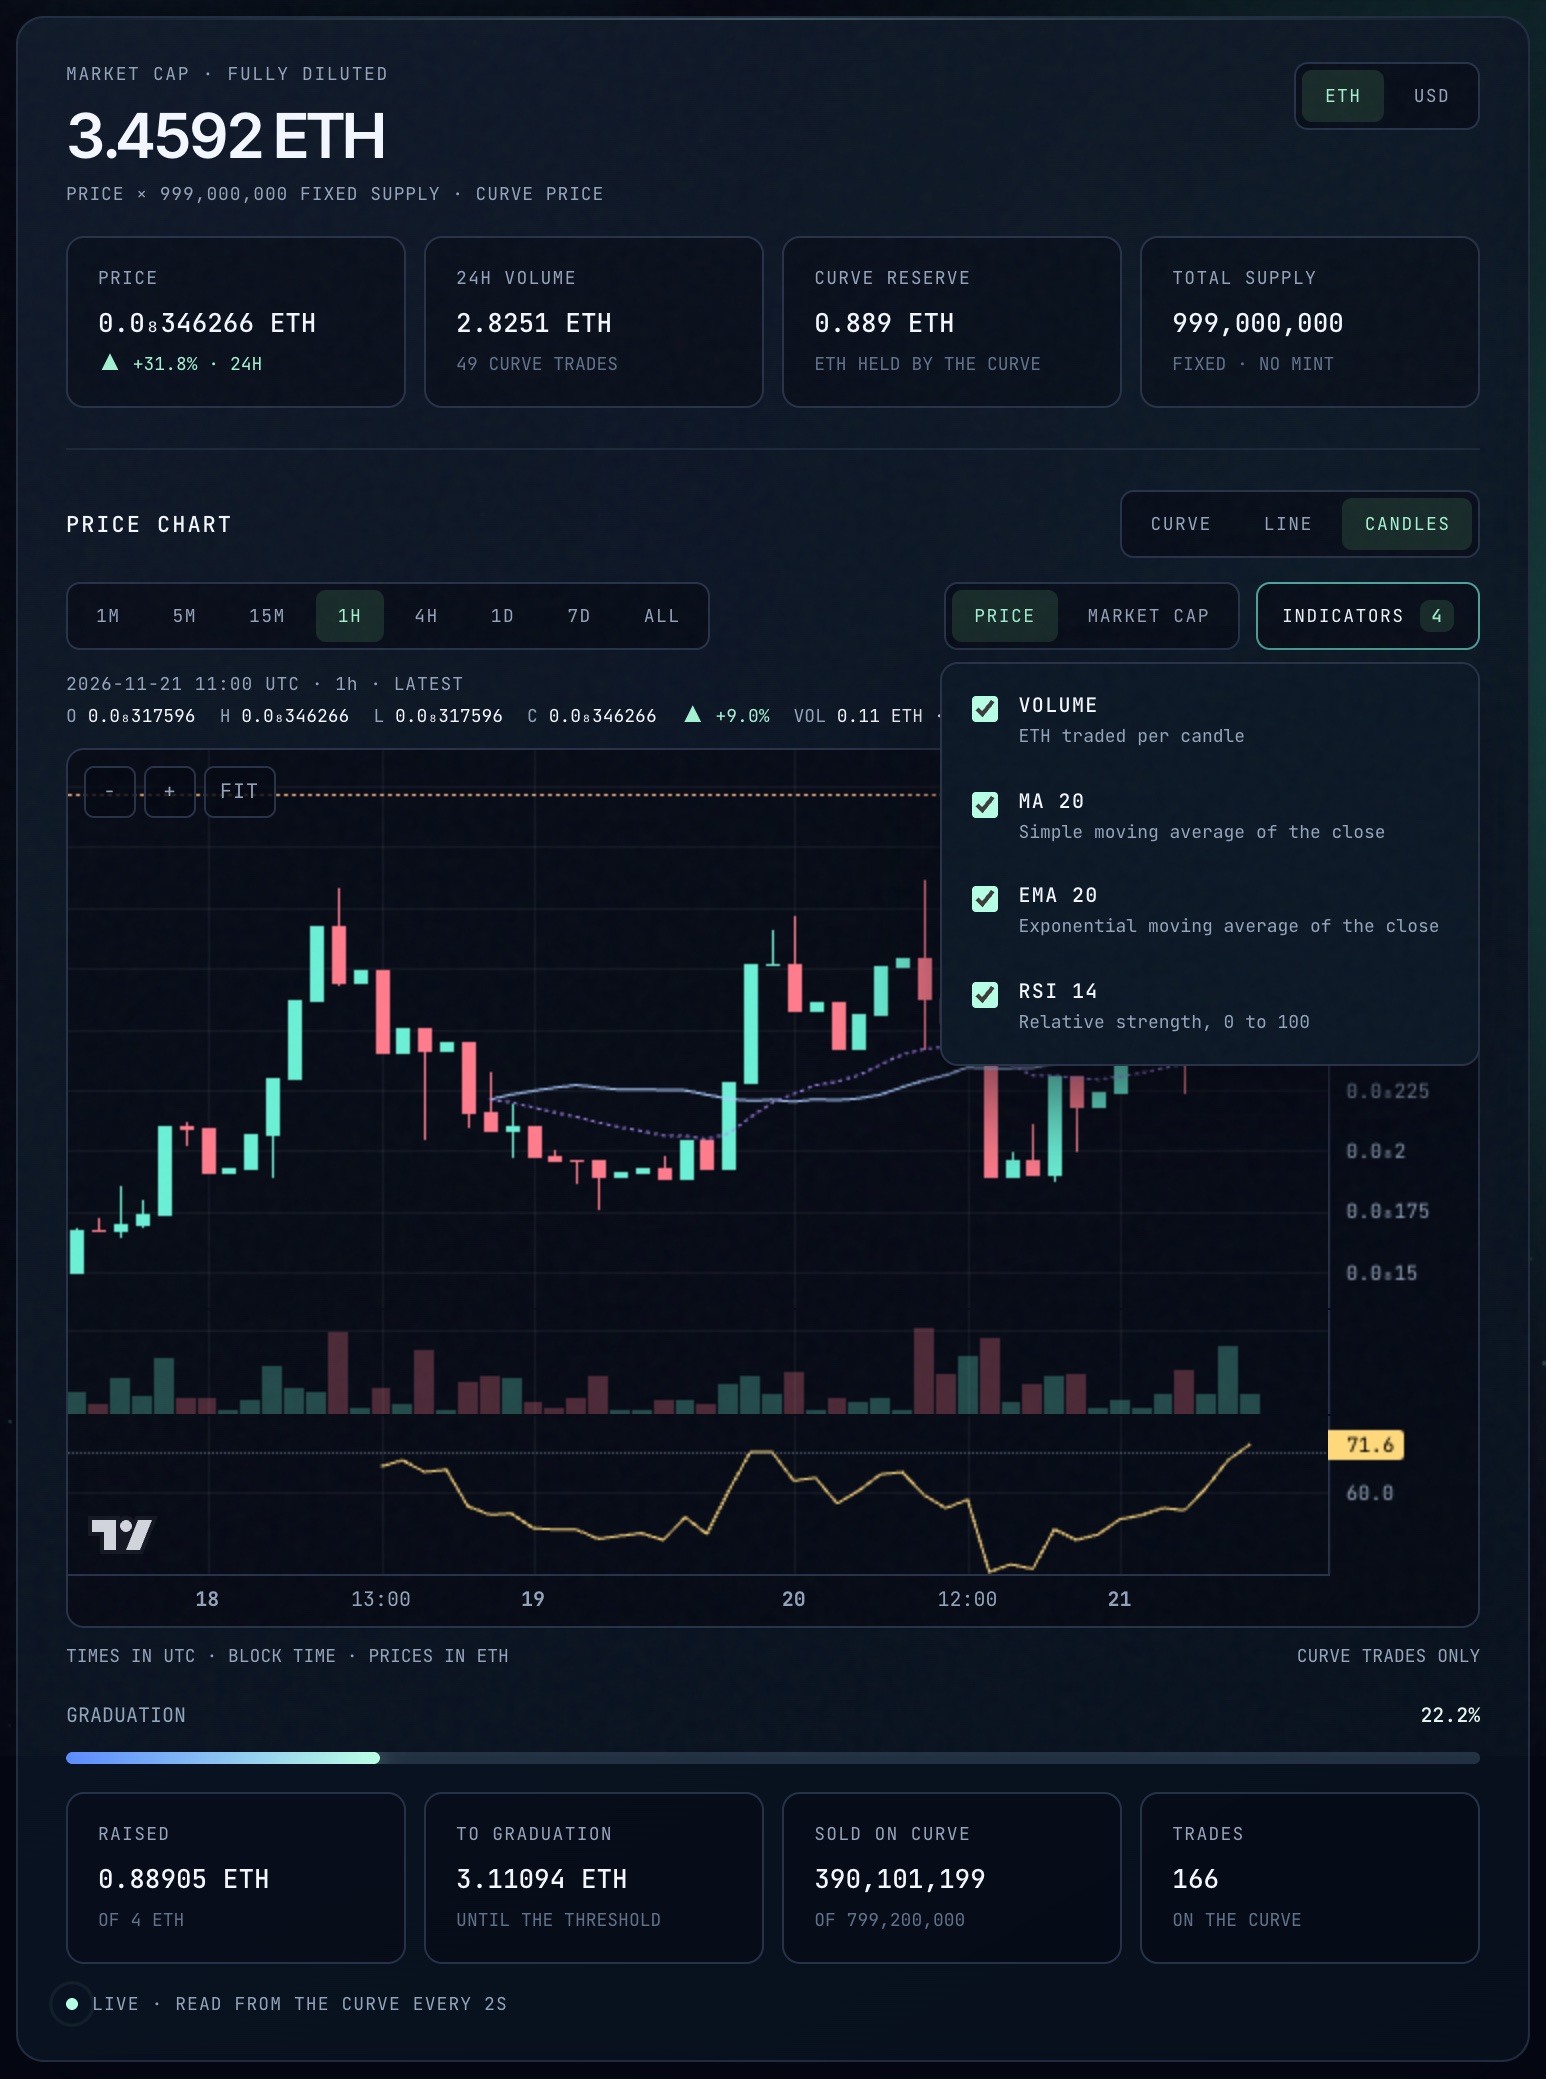 MARKET CAP · FULLY DILUTED
3.4592 ETH
PRICE × 999,000,000 FIXED SUPPLY · CURVE PRICE
ETH USD
PRICE
0.0₈346266 ETH
▲ +31.8% · 24H
24H VOLUME
2.8251 ETH
49 CURVE TRADES
CURVE RESERVE
0.889 ETH
ETH HELD BY THE CURVE
TOTAL SUPPLY
999,000,000
FIXED · NO MINT
PRICE CHART
CURVE LINE CANDLES
1M 5M 15M 1H 4H 1D 7D ALL
PRICE MARKET CAP
INDICATORS 4
2026-11-21 11:00 UTC · 1h · LATEST
O 0.0₈317596 H 0.0₈346266 L 0.0₈317596 C 0.0₈346266 ▲ +9.0% VOL 0.11 ETH ·
- + FIT
VOLUME
ETH traded per candle
MA 20
Simple moving average of the close
EMA 20
Exponential moving average of the close
RSI 14
Relative strength, 0 to 100
0.0₈225
0.0₈2
0.0₈175
0.0₈15
71.6
60.0
18 13:00 19 20 12:00 21
TIMES IN UTC · BLOCK TIME · PRICES IN ETH
CURVE TRADES ONLY
GRADUATION
22.2%
RAISED
0.88905 ETH
OF 4 ETH
TO GRADUATION
3.11094 ETH
UNTIL THE THRESHOLD
SOLD ON CURVE
390,101,199
OF 799,200,000
TRADES
166
ON THE CURVE
LIVE · READ FROM THE CURVE EVERY 2S